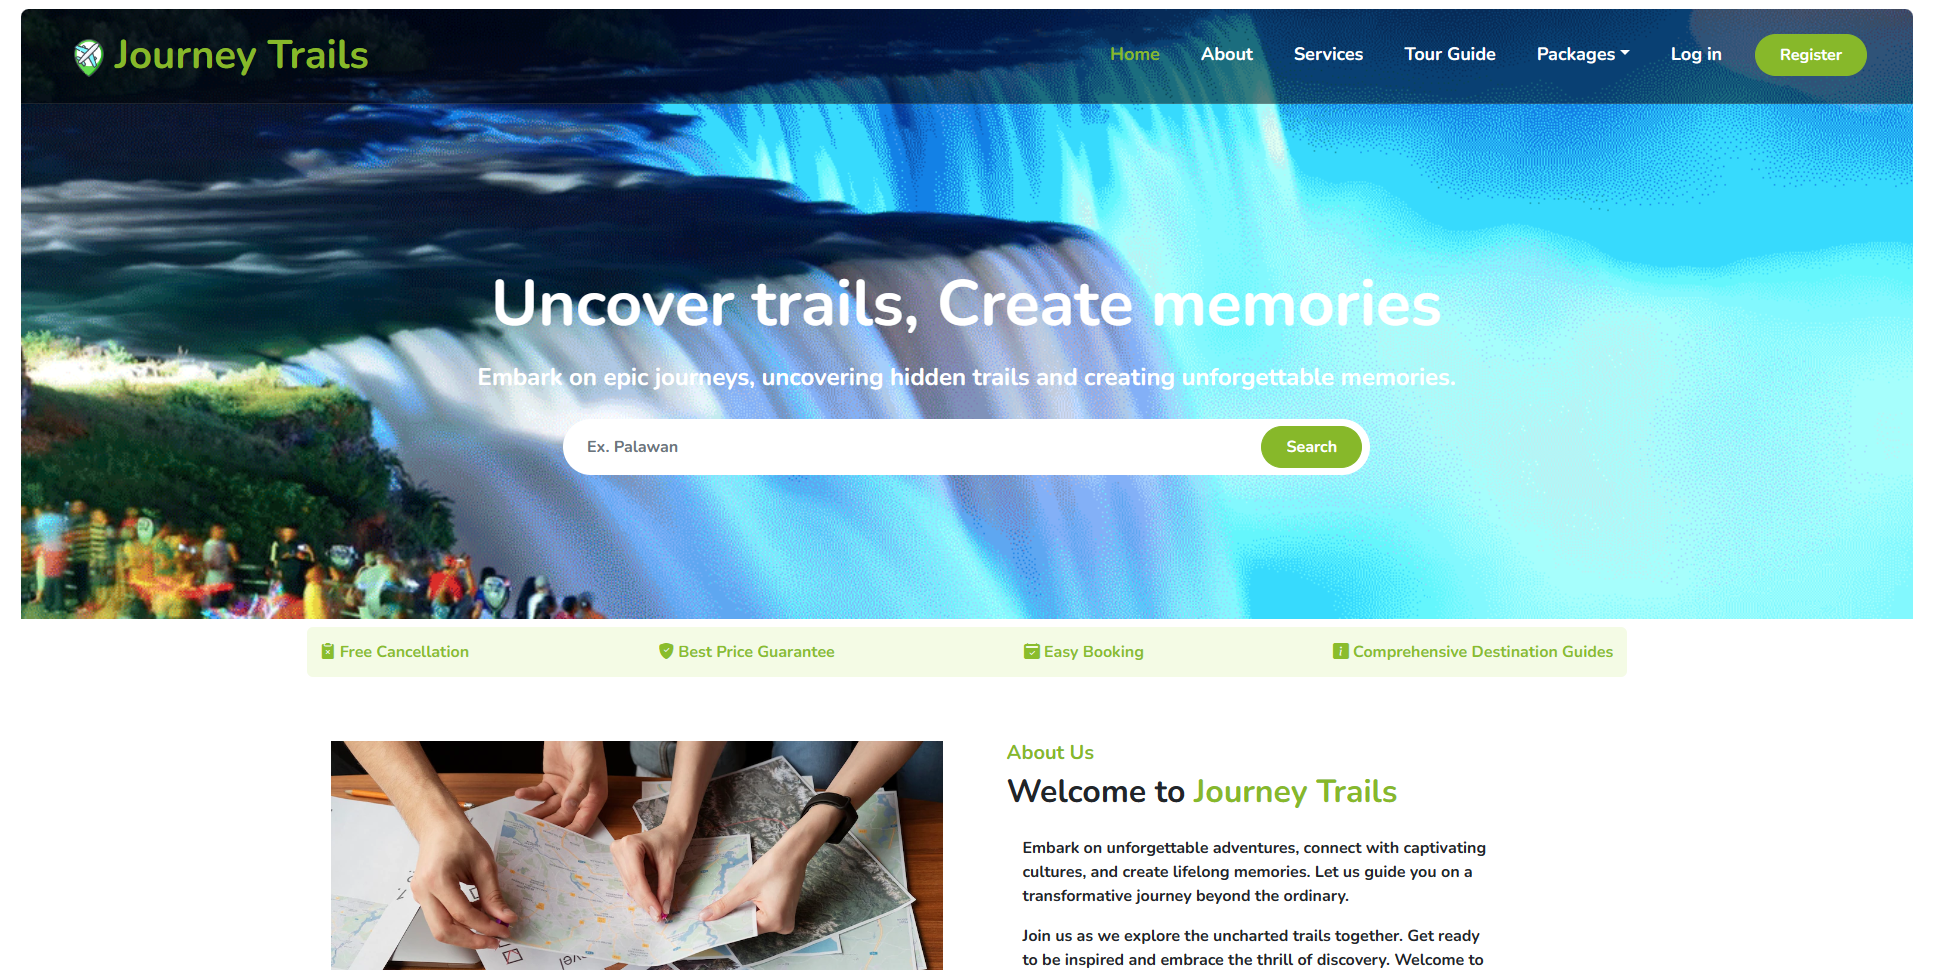 Journey Trails
Home About Services Tour Guide Packages Log in Register
Uncover trails, Create memories
Embark on epic journeys, uncovering hidden trails and creating unforgettable memories.
Ex. Palawan Search
Free Cancellation Best Price Guarantee Easy Booking Comprehensive Destination Guides
About Us
Welcome to Journey Trails
Embark on unforgettable adventures, connect with captivating
cultures, and create lifelong memories. Let us guide you on a
transformative journey beyond the ordinary.
Join us as we explore the uncharted trails together. Get ready
to be inspired and embrace the thrill of discovery. Welcome to